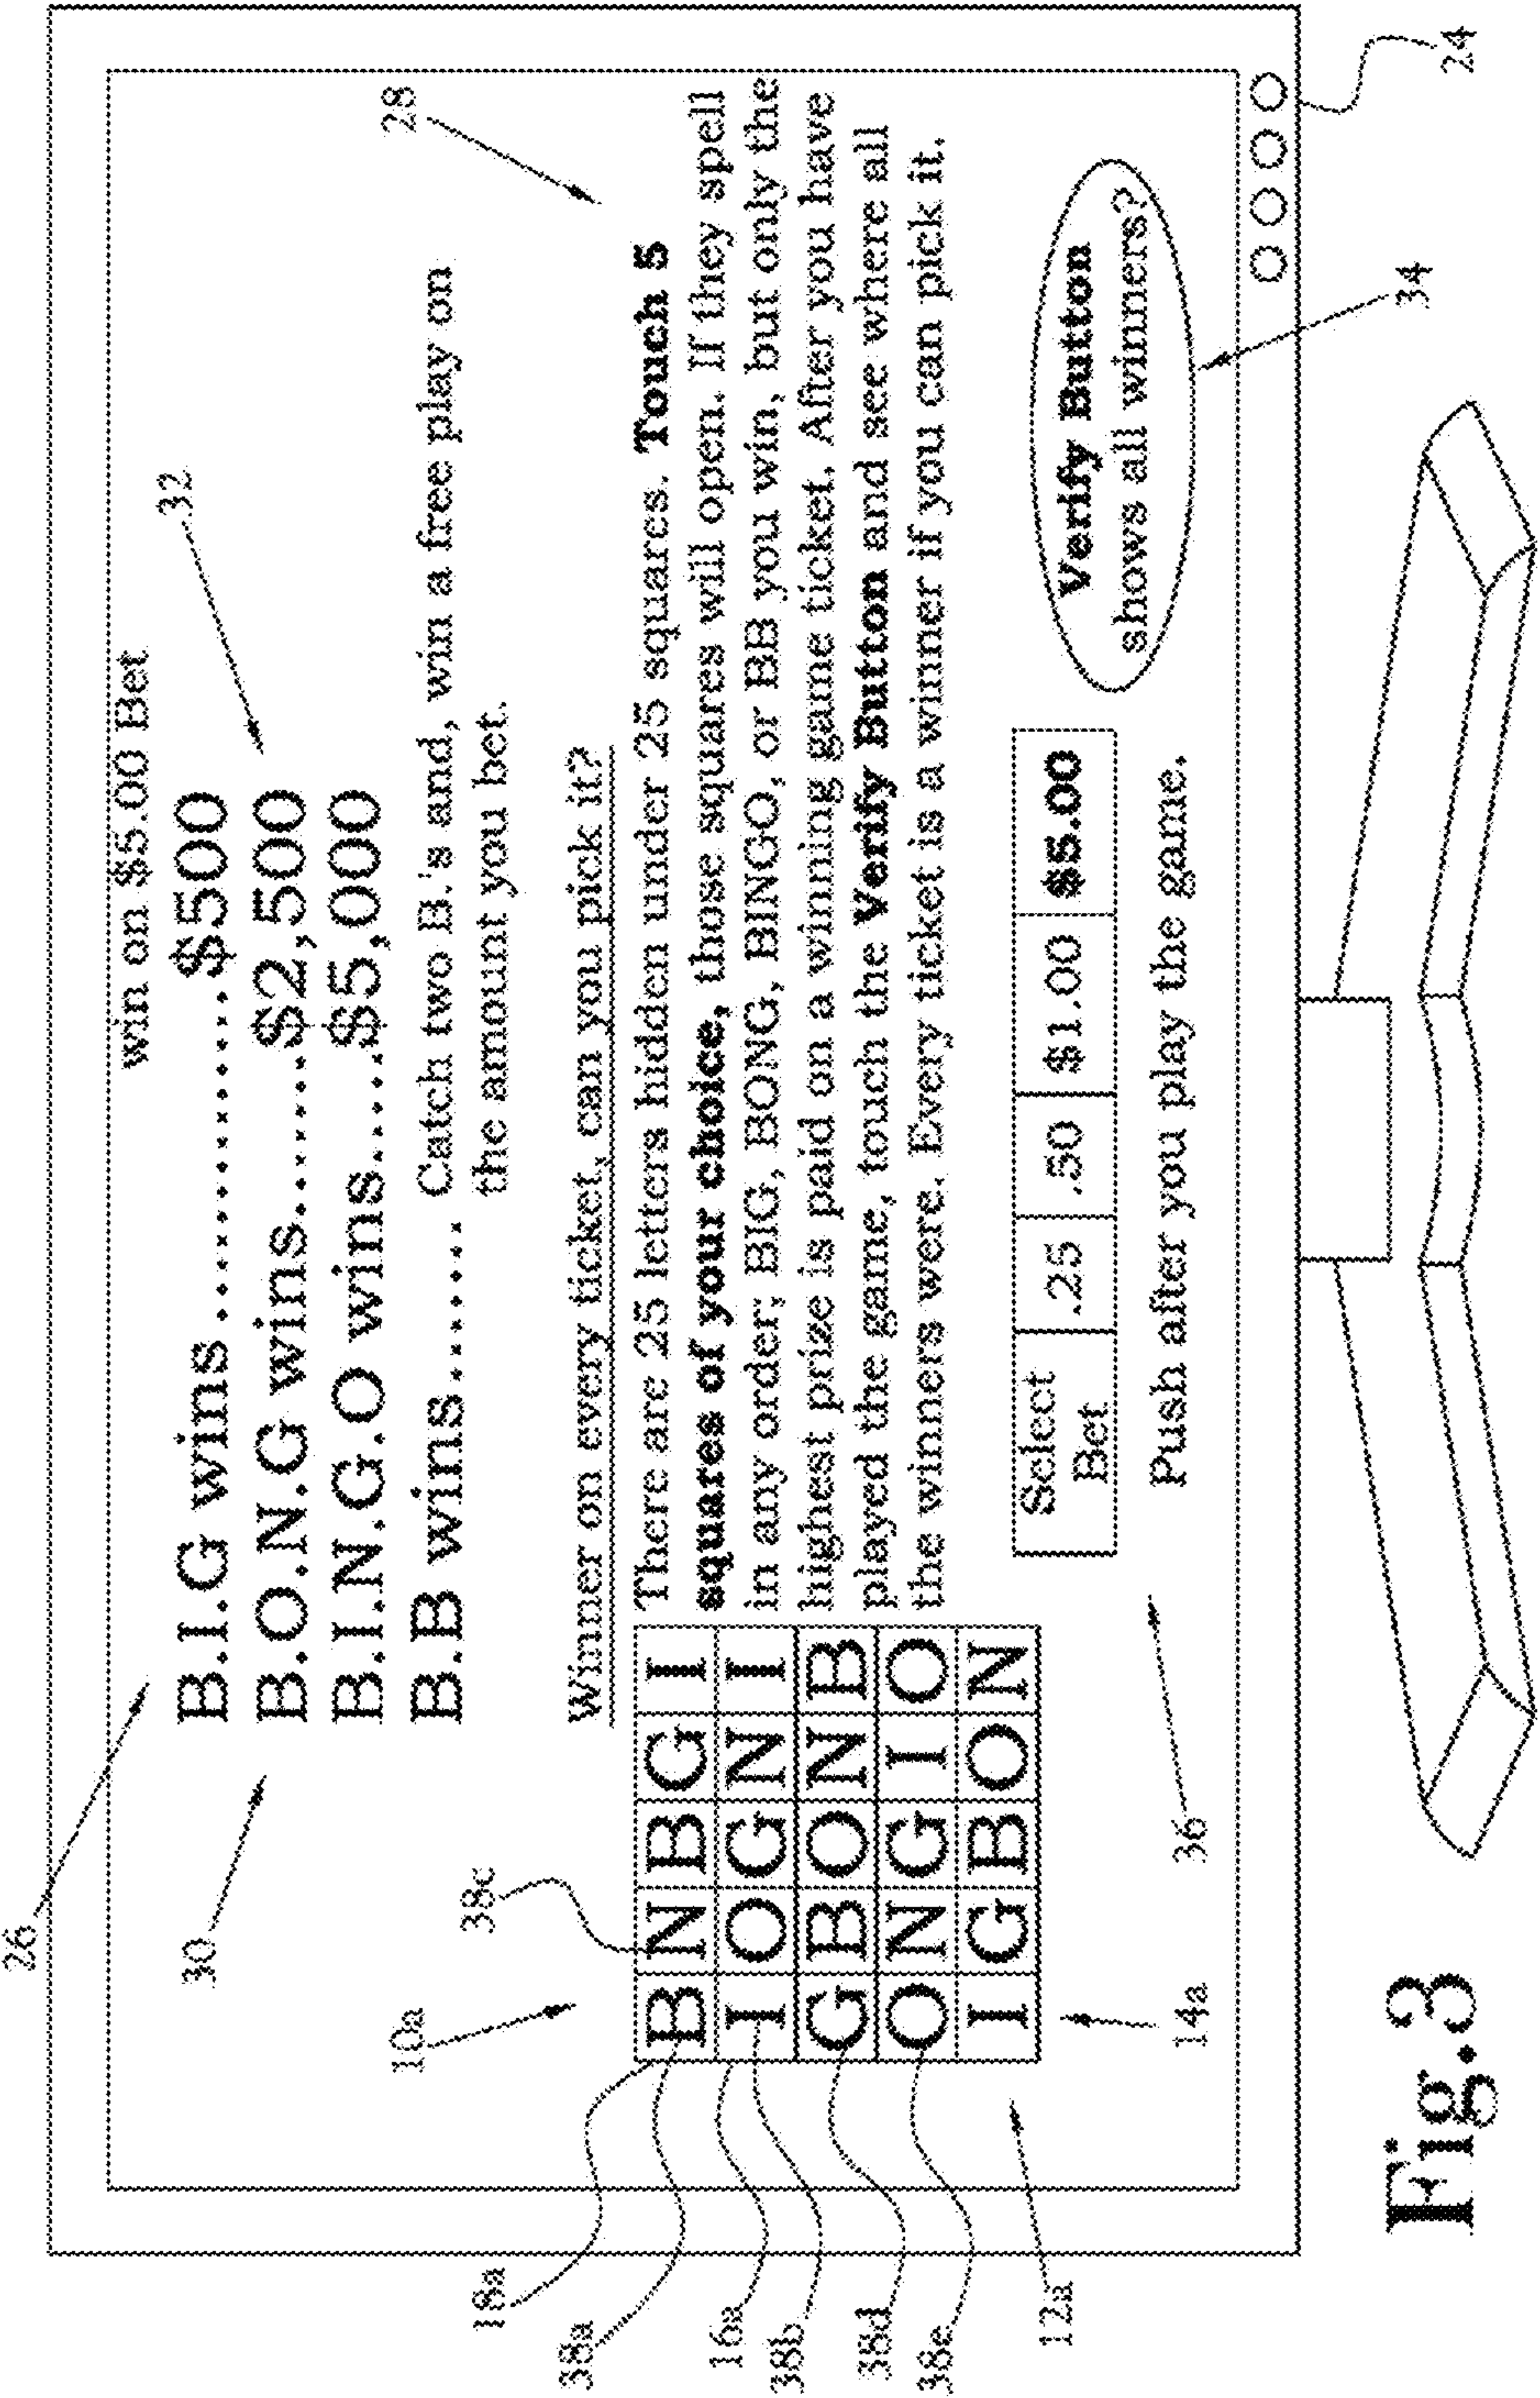 26
win on $5.00 Bet
30
32
B.I.G wins.................$500
B.O.N.G wins.......$2,500
B.I.N.G.O wins.....$5,000
B.B wins....... Catch two B.'s and, win a free play on
the amount you bet.
28
10a
38c
Winner on every ticket, can you pick it?
18a
38a
16a
38b
38d
38e
12a
B N B G I
I O G N I
G B O N B
O N G I O
I G B O N
14a
There are 25 letters hidden under 25 squares. Touch 5
squares of your choice, those squares will open. If they spell
in any order; BIG, BONG, BINGO, or BB you win, but only the
highest prize is paid on a winning game ticket. After you have
played the game, touch the Verify Button and see where all
the winners were. Every ticket is a winner if you can pick it.
Select
Bet
.25 .50 $1.00 $5.00
Verify Button
shows all winners?
36
Push after you play the game.
34
24
Fig.3